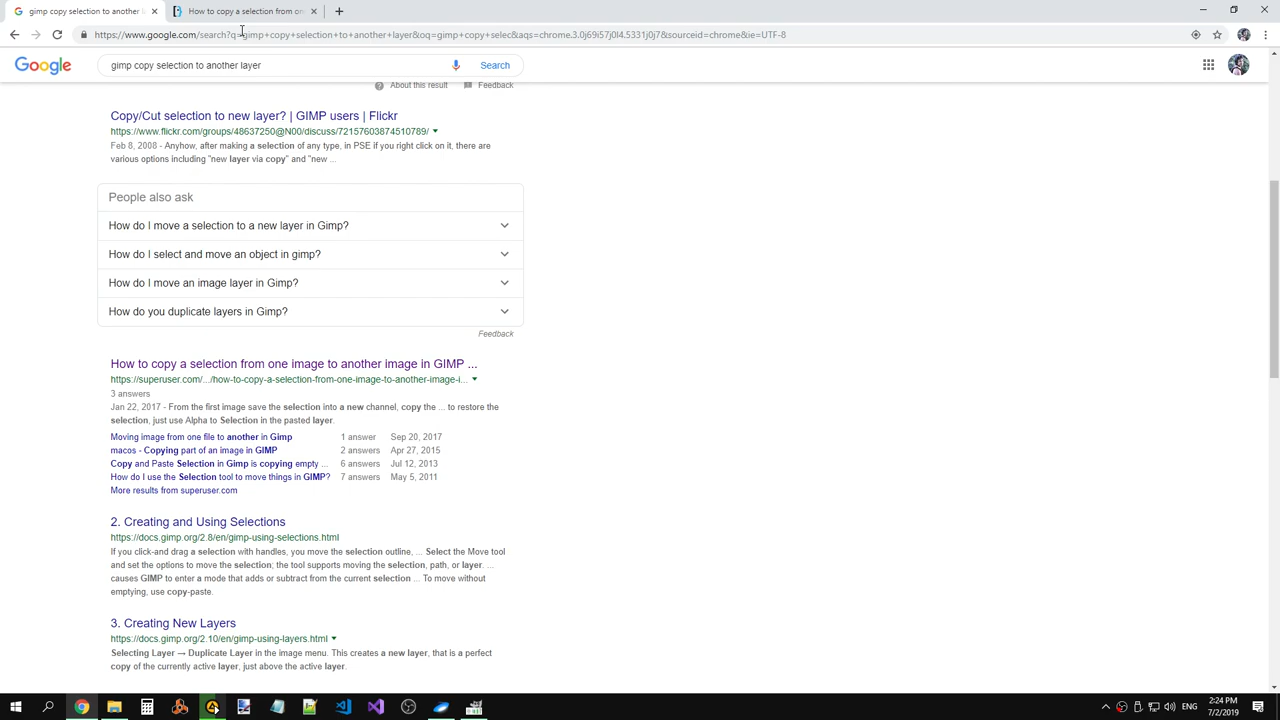 gimp copy selection to another la
How to copy a selection from one
https://www.google.com/search?q=gimp+copy+selection+to+another+layer&oq=gimp+copy+selec&aqs=chrome.3.0j69i57j0l4.5331j0j7&sourceid=chrome&ie=UTF-8
Google
gimp copy selection to another layer
Search
About this result
Feedback
Copy/Cut selection to new layer? | GIMP users | Flickr
https://www.flickr.com/groups/48637250@N00/discuss/72157603874510789/
Feb 8, 2008 - Anyhow, after making a selection of any type, in PSE if you right click on it, there are
various options including "new layer via copy" and "new ...
People also ask
How do I move a selection to a new layer in Gimp?
How do I select and move an object in gimp?
How do I move an image layer in Gimp?
How do you duplicate layers in Gimp?
Feedback
How to copy a selection from one image to another image in GIMP ...
https://superuser.com/.../how-to-copy-a-selection-from-one-image-to-another-image-i...
3 answers
Jan 22, 2017 - From the first image save the selection into a new channel, copy the ... to restore the
selection, just use Alpha to Selection in the pasted layer.
Moving image from one file to another in Gimp 1 answer Sep 20, 2017
macos - Copying part of an image in GIMP 2 answers Apr 27, 2015
Copy and Paste Selection in Gimp is copying empty ... 6 answers Jul 12, 2013
How do I use the Selection tool to move things in GIMP? 7 answers May 5, 2011
More results from superuser.com
2. Creating and Using Selections
https://docs.gimp.org/2.8/en/gimp-using-selections.html
If you click-and drag a selection with handles, you move the selection outline, ... Select the Move tool
and set the options to move the selection; the tool supports moving the selection, path, or layer. ...
causes GIMP to enter a mode that adds or subtract from the current selection ... To move without
emptying, use copy-paste.
3. Creating New Layers
https://docs.gimp.org/2.10/en/gimp-using-layers.html
Selecting Layer → Duplicate Layer in the image menu. This creates a new layer, that is a perfect
copy of the currently active layer, just above the active layer.
ENG
2:24 PM
7/2/2019